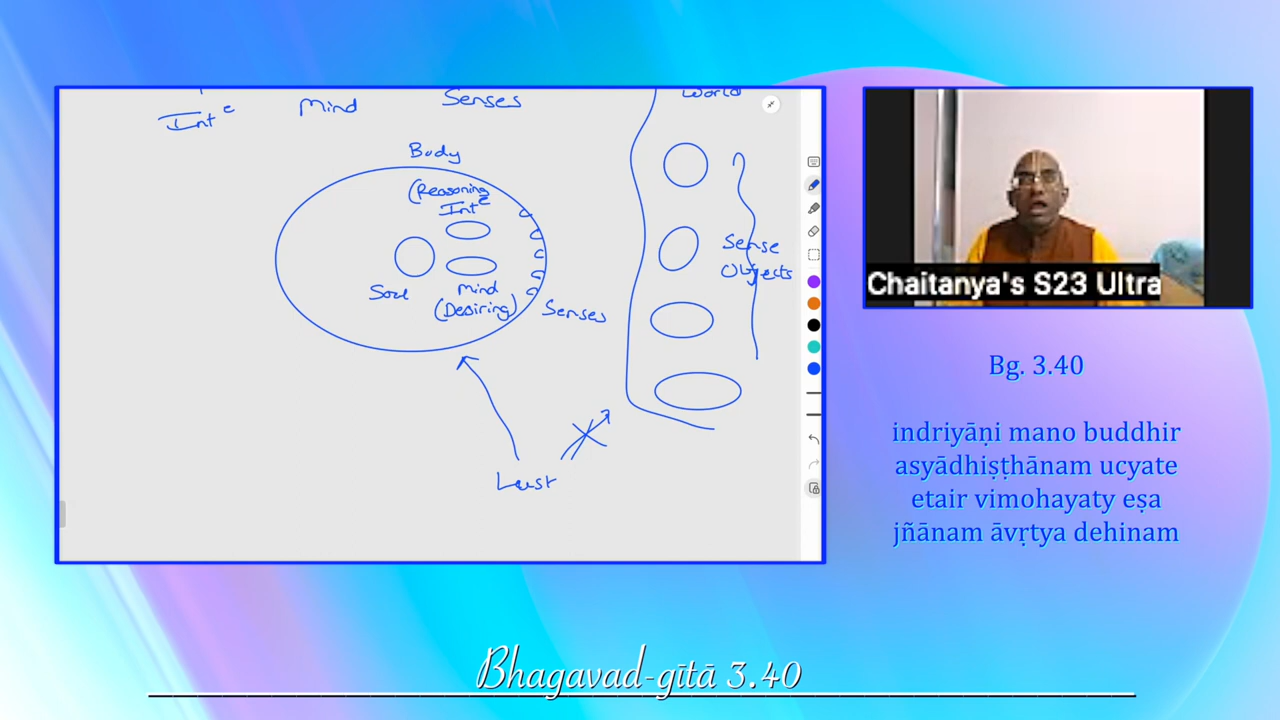 World
Int^e
Mind
Senses
Body
(Reasoning
Int^e
Soul
Mind
(Desiring)
Senses
Sense
Objects
Lust
Chaitanya's S23 Ultra
Bg. 3.40
indriyāṇi mano buddhir
asyādhiṣṭhānam ucyate
etair vimohayaty eṣa
jñānam āvṛtya dehinam
Bhagavad-gītā 3.40